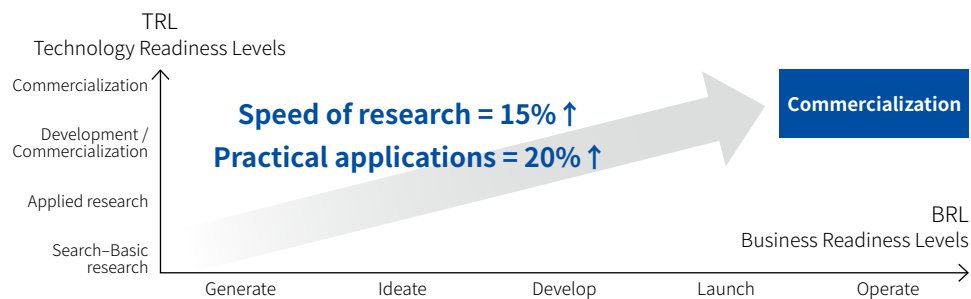 TRL
Technology Readiness Levels
Commercialization
Speed of research = 15% ↑
Commercialization
Development /
Commercialization
Practical applications = 20% ↑
Applied research
BRL
Business Readiness Levels
Search–Basic
research
Generate Ideate Develop Launch Operate